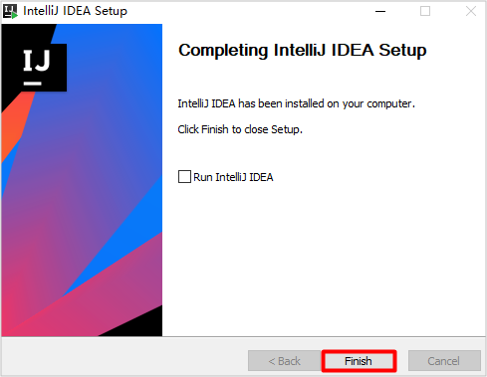 IntelliJ IDEA Setup
IJ
Completing IntelliJ IDEA Setup
IntelliJ IDEA has been installed on your computer.
Click Finish to close Setup.
Run IntelliJ IDEA
< Back
Finish
Cancel